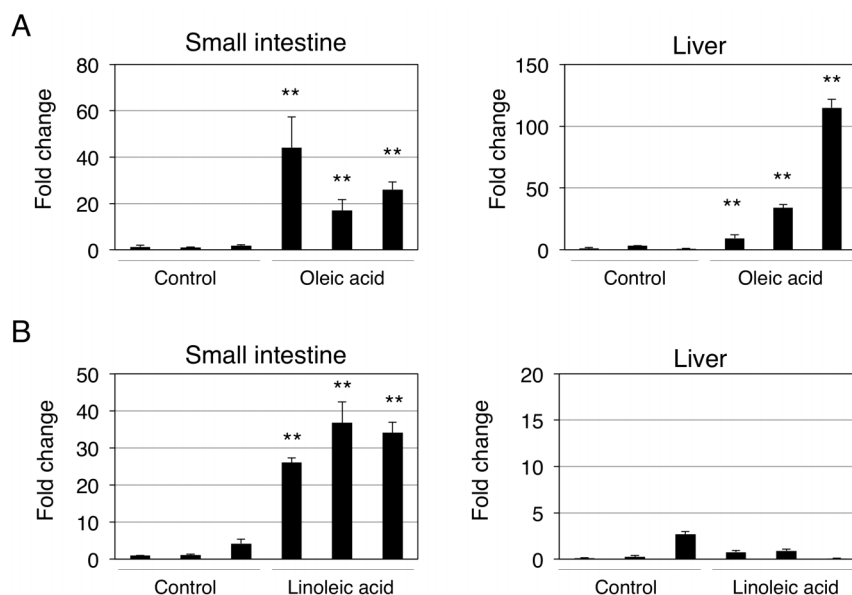 A
Small intestine
Fold change
80
60
40
20
0
**
**
**
Control
Oleic acid
Liver
Fold change
150
100
50
0
**
**
**
Control
Oleic acid
B
Small intestine
Fold change
50
40
30
20
10
0
**
**
**
Control
Linoleic acid
Liver
Fold change
20
15
10
5
0
Control
Linoleic acid